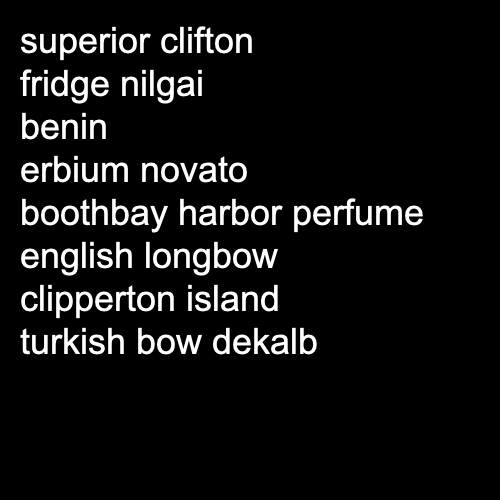 superior clifton
fridge nilgai
benin
erbium novato
boothbay harbor perfume
english longbow
clipperton island
turkish bow dekalb